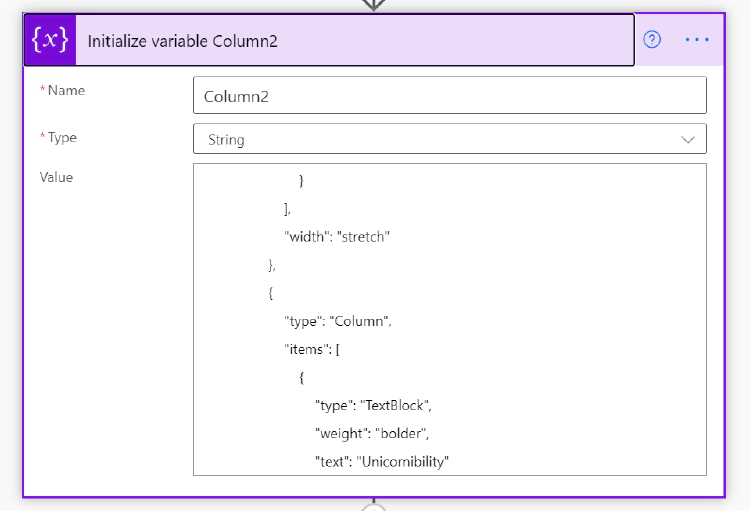 {x} Initialize variable Column2 ? ...
* Name Column2
* Type String
Value }
],
"width": "stretch"
},
{
"type": "Column",
"items": [
{
"type": "TextBlock",
"weight": "bolder",
"text": "Unicornibility"